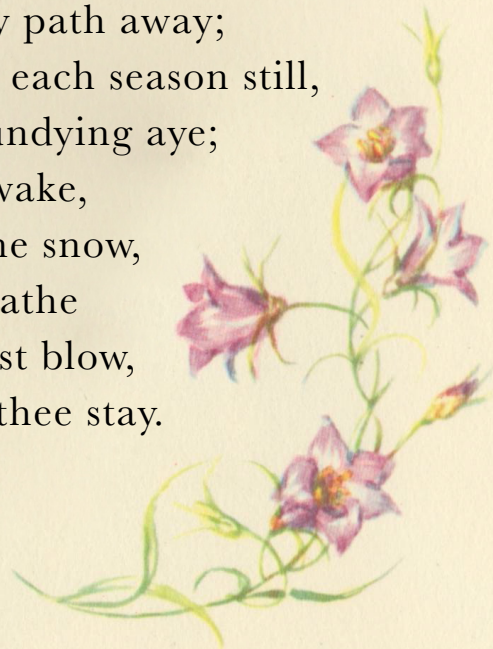 y path away;
each season still,
undying aye;
wake,
he snow,
athe
st blow,
thee stay.